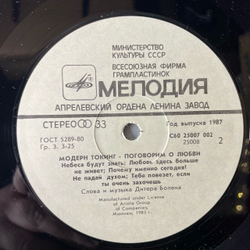 МИНИСТЕРСТВО
КУЛЬТУРЫ СССР
ВСЕСОЮЗНАЯ ФИРМА
ГРАМПЛАСТИНОК
МЕЛОДИЯ
АПРЕЛЕВСКИЙ ОРДЕНА ЛЕНИНА ЗАВОД
СТЕРЕО 33
Год выпуска 1987
ГОСТ 5289-80
Гр. 3. 3-25
С60 25007 002
25008 2
МОДЕРН ТОКИНГ - ПОГОВОРИМ О ЛЮБВИ
Небеса будут знать; Любовь здесь больше
не живет; Почему именно сегодня!
Не падай духом; Тебе повезет, если
ты очень захочешь
Слова и музыка Дитера Болена
Manufactured under License
of Ariola Group
of Companies,
Munchen, 1985 г.